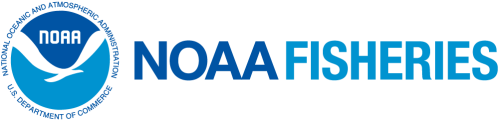 NATIONAL OCEANIC AND ATMOSPHERIC ADMINISTRATION
NOAA
U.S. DEPARTMENT OF COMMERCE
NOAA FISHERIES